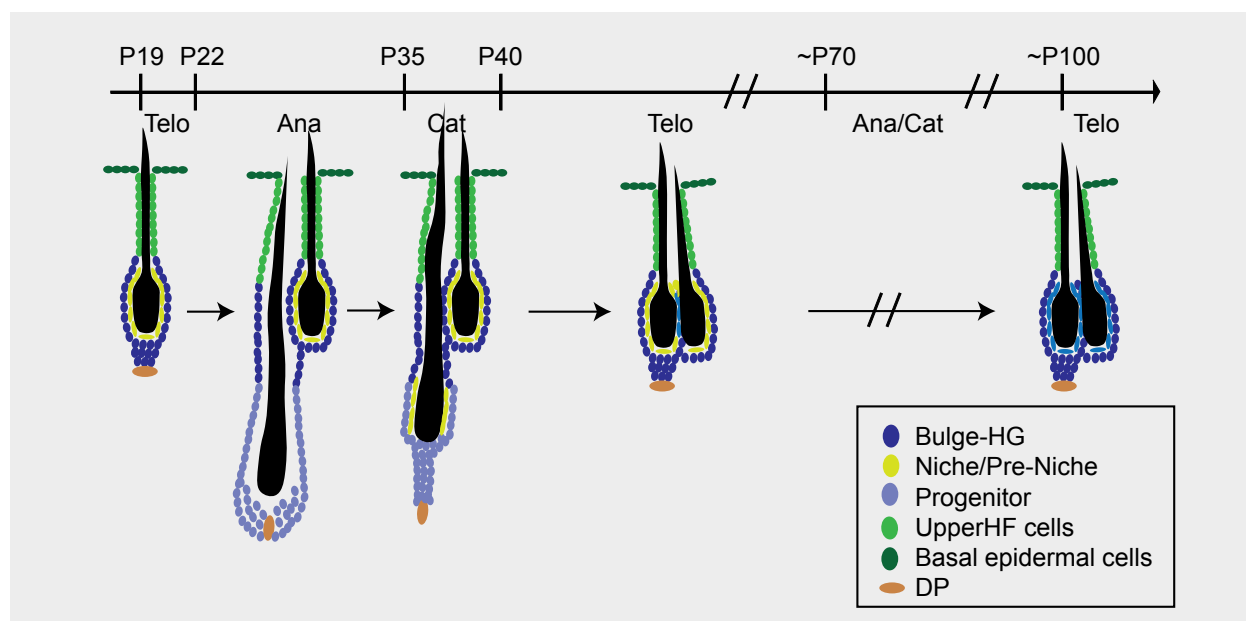 P19 P22 P35 P40 ~P70 ~P100
Telo Ana Cat Telo Ana/Cat Telo
Bulge-HG
Niche/Pre-Niche
Progenitor
UpperHF cells
Basal epidermal cells
DP